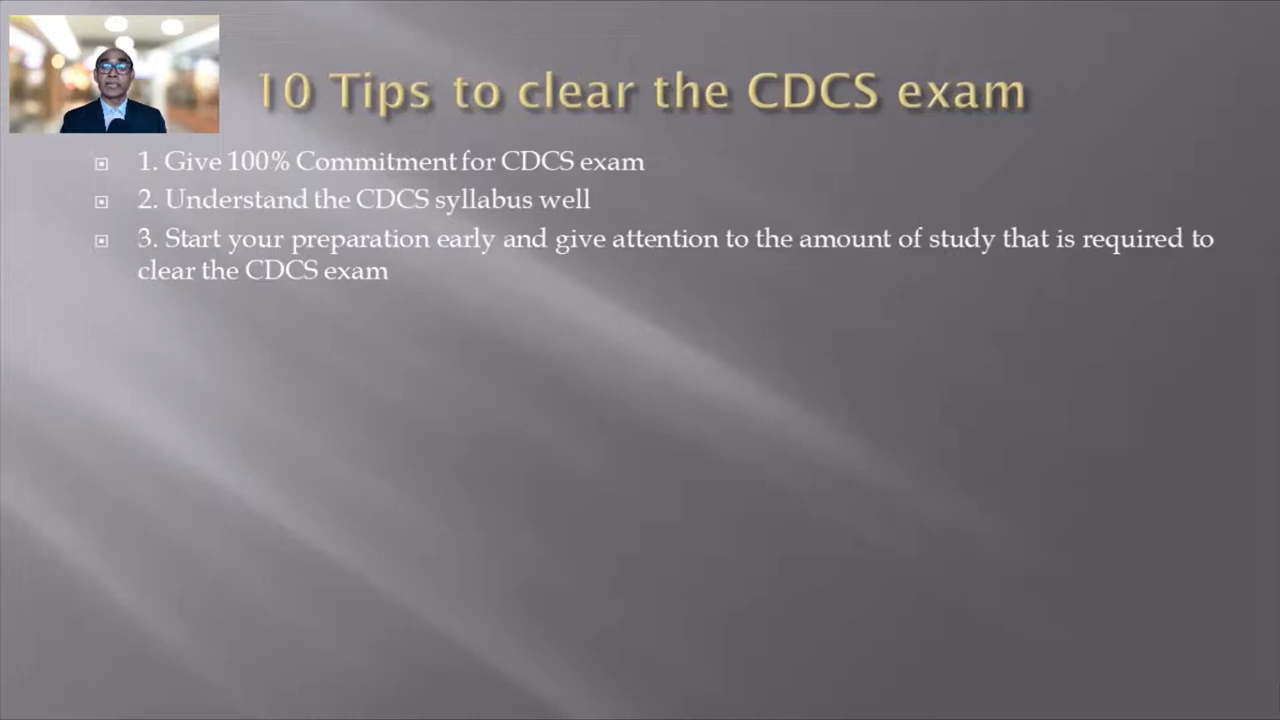 10 Tips to clear the CDCS exam
1. Give 100% Commitment for CDCS exam
2. Understand the CDCS syllabus well
3. Start your preparation early and give attention to the amount of study that is required to
clear the CDCS exam